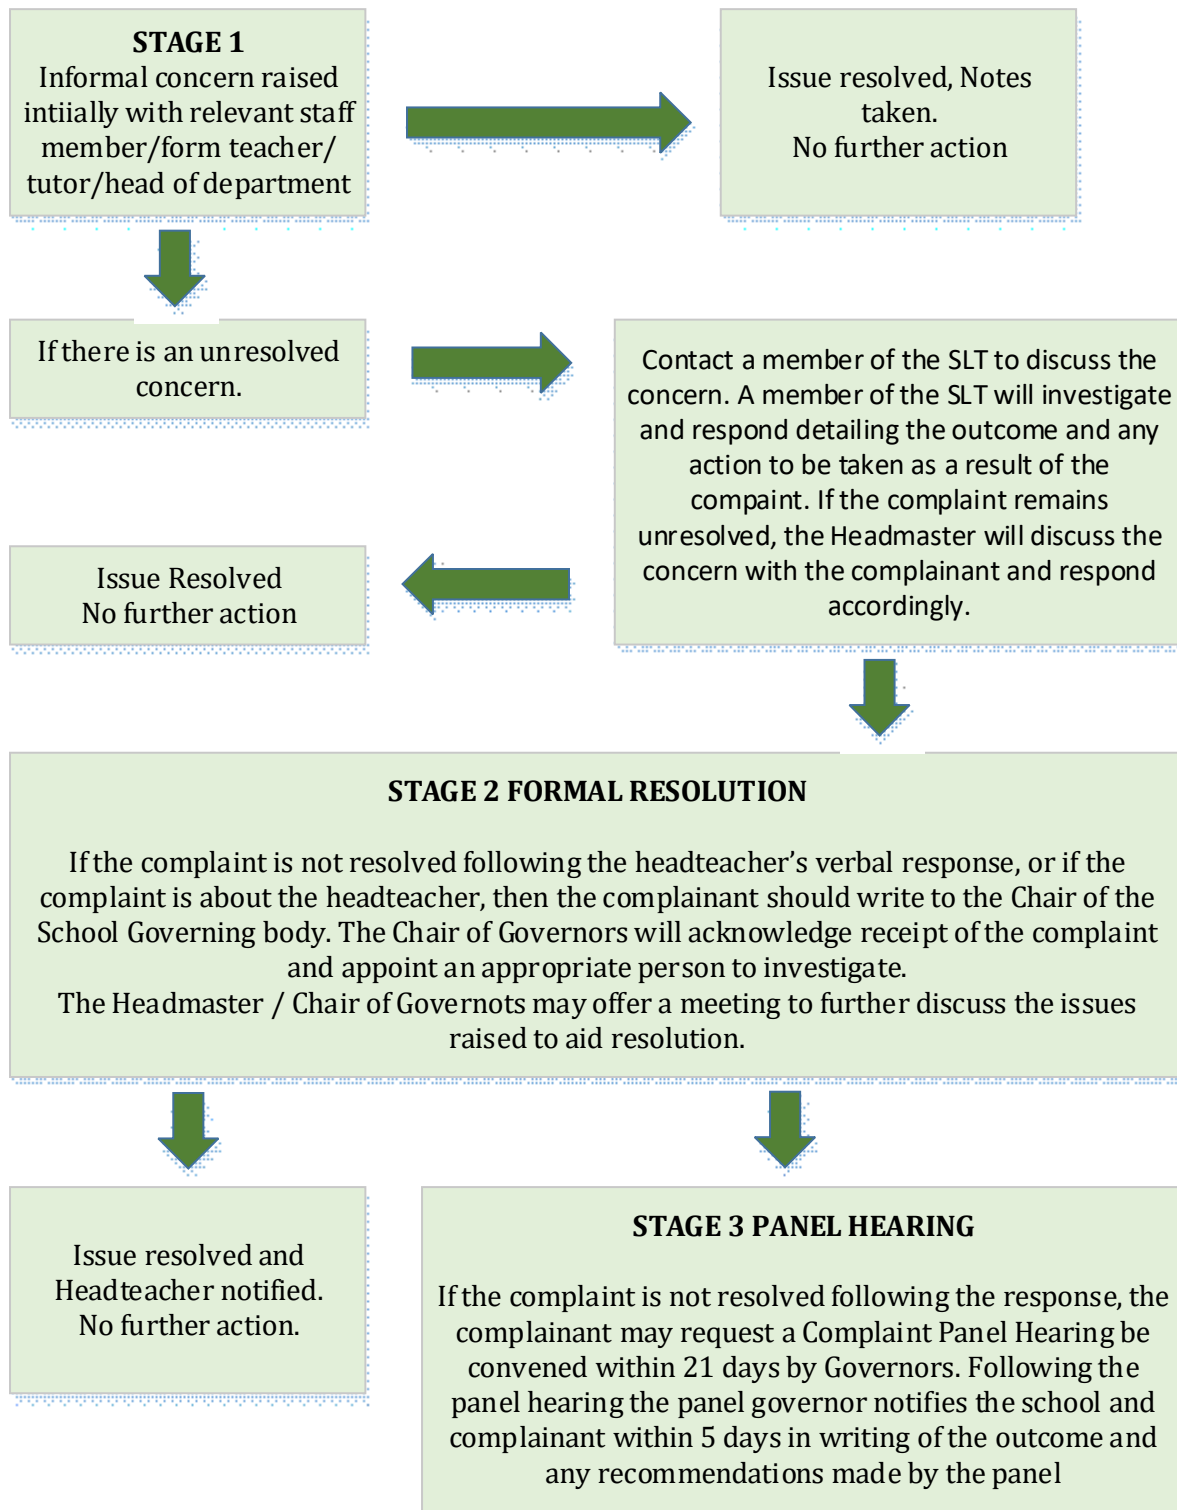 STAGE 1
Informal concern raised
intiially with relevant staff
member/form teacher/
tutor/head of department
Issue resolved, Notes
taken.
No further action
If there is an unresolved
concern.
Contact a member of the SLT to discuss the
concern. A member of the SLT will investigate
and respond detailing the outcome and any
action to be taken as a result of the
compaint. If the complaint remains
unresolved, the Headmaster will discuss the
concern with the complainant and respond
accordingly.
Issue Resolved
No further action
STAGE 2 FORMAL RESOLUTION
If the complaint is not resolved following the headteacher’s verbal response, or if the
complaint is about the headteacher, then the complainant should write to the Chair of the
School Governing body. The Chair of Governors will acknowledge receipt of the complaint
and appoint an appropriate person to investigate.
The Headmaster / Chair of Governots may offer a meeting to further discuss the issues
raised to aid resolution.
Issue resolved and
Headteacher notified.
No further action.
STAGE 3 PANEL HEARING
If the complaint is not resolved following the response, the
complainant may request a Complaint Panel Hearing be
convened within 21 days by Governors. Following the
panel hearing the panel governor notifies the school and
complainant within 5 days in writing of the outcome and
any recommendations made by the panel